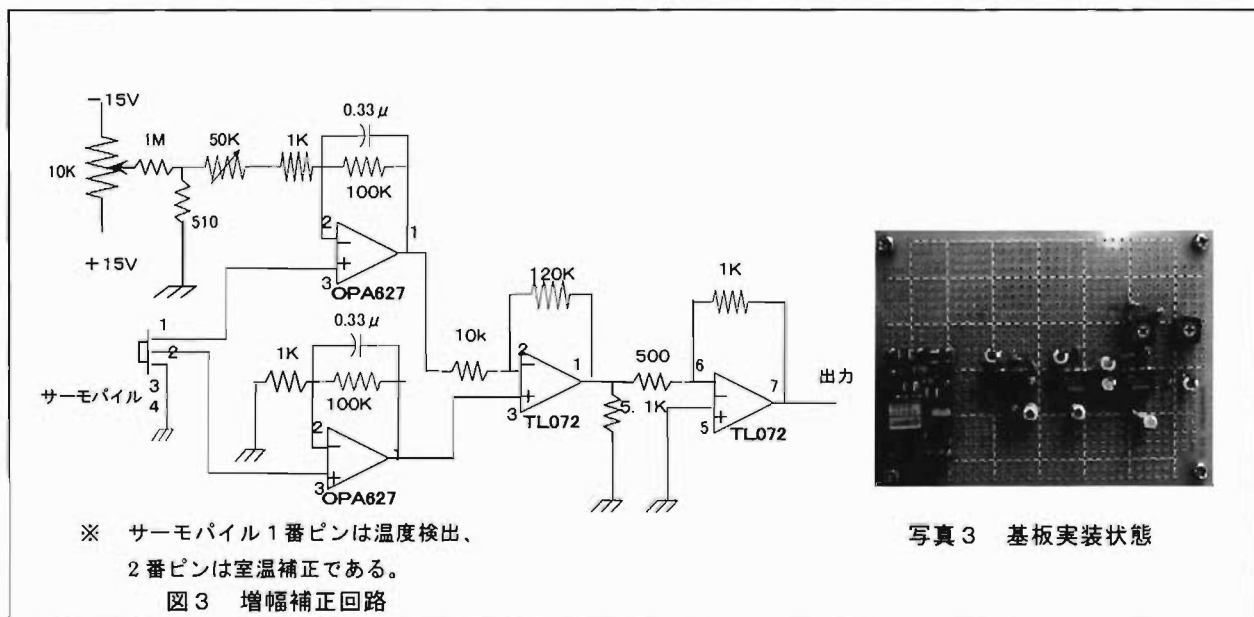 －15V
10K
＋15V
1M
510
50K
1K
0.33μ
100K
2
1
3
OPA627
1
2
3
4
サーモパイル
1K
0.33μ
100K
2
1
3
OPA627
10k
120K
2
1
3
TL072
500
5. 1K
1K
6
7
5
TL072
出力
※ サーモパイル１番ピンは温度検出、
２番ピンは室温補正である。
図３ 増幅補正回路
写真３ 基板実装状態